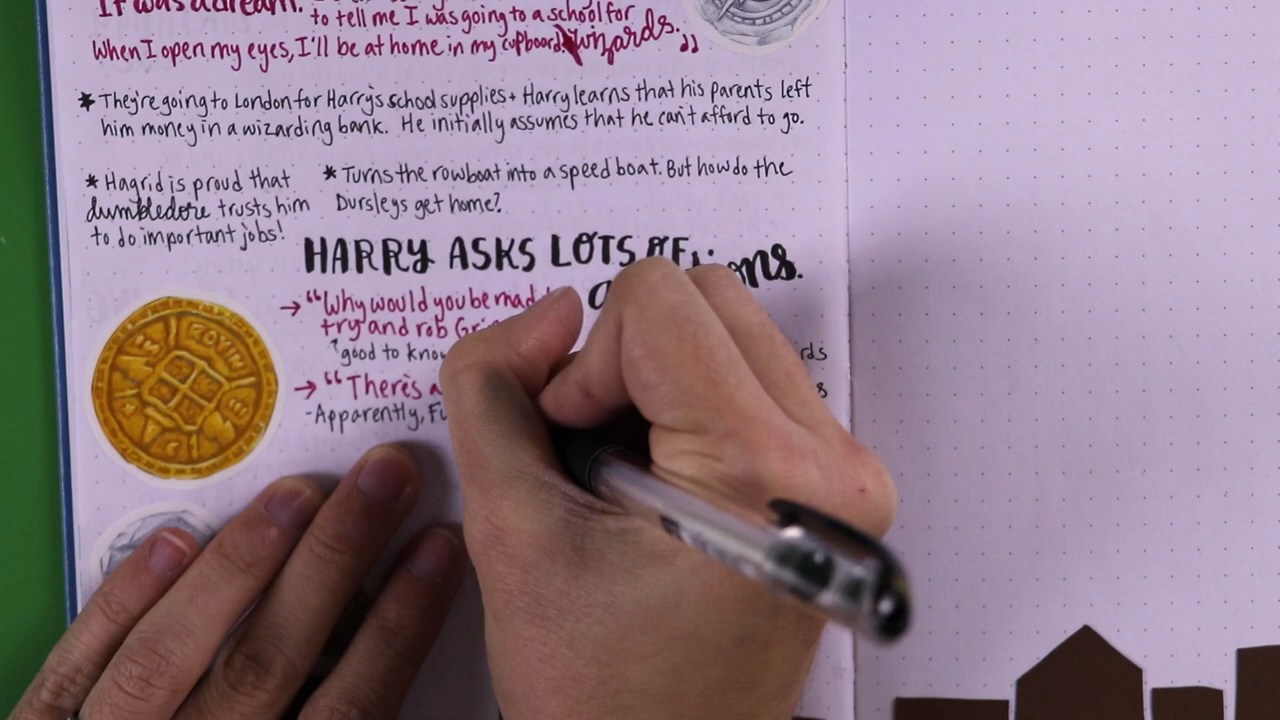 It was a dream.
to tell me I was going to a school for
When I open my eyes, I'll be at home in my cupboard. wizards."
* They're going to London for Harry's school supplies + Harry learns that his parents left
him money in a wizarding bank. He initially assumes that he can't afford to go.
* Hagrid is proud that
dumbledore trusts him
to do important jobs!
* Turns the rowboat into a speed boat. But how do the
Dursleys get home?
HARRY ASKS LOTS OF
→ "Why would you be mad
try and rob
good to know
→ "There's a
-Apparently,